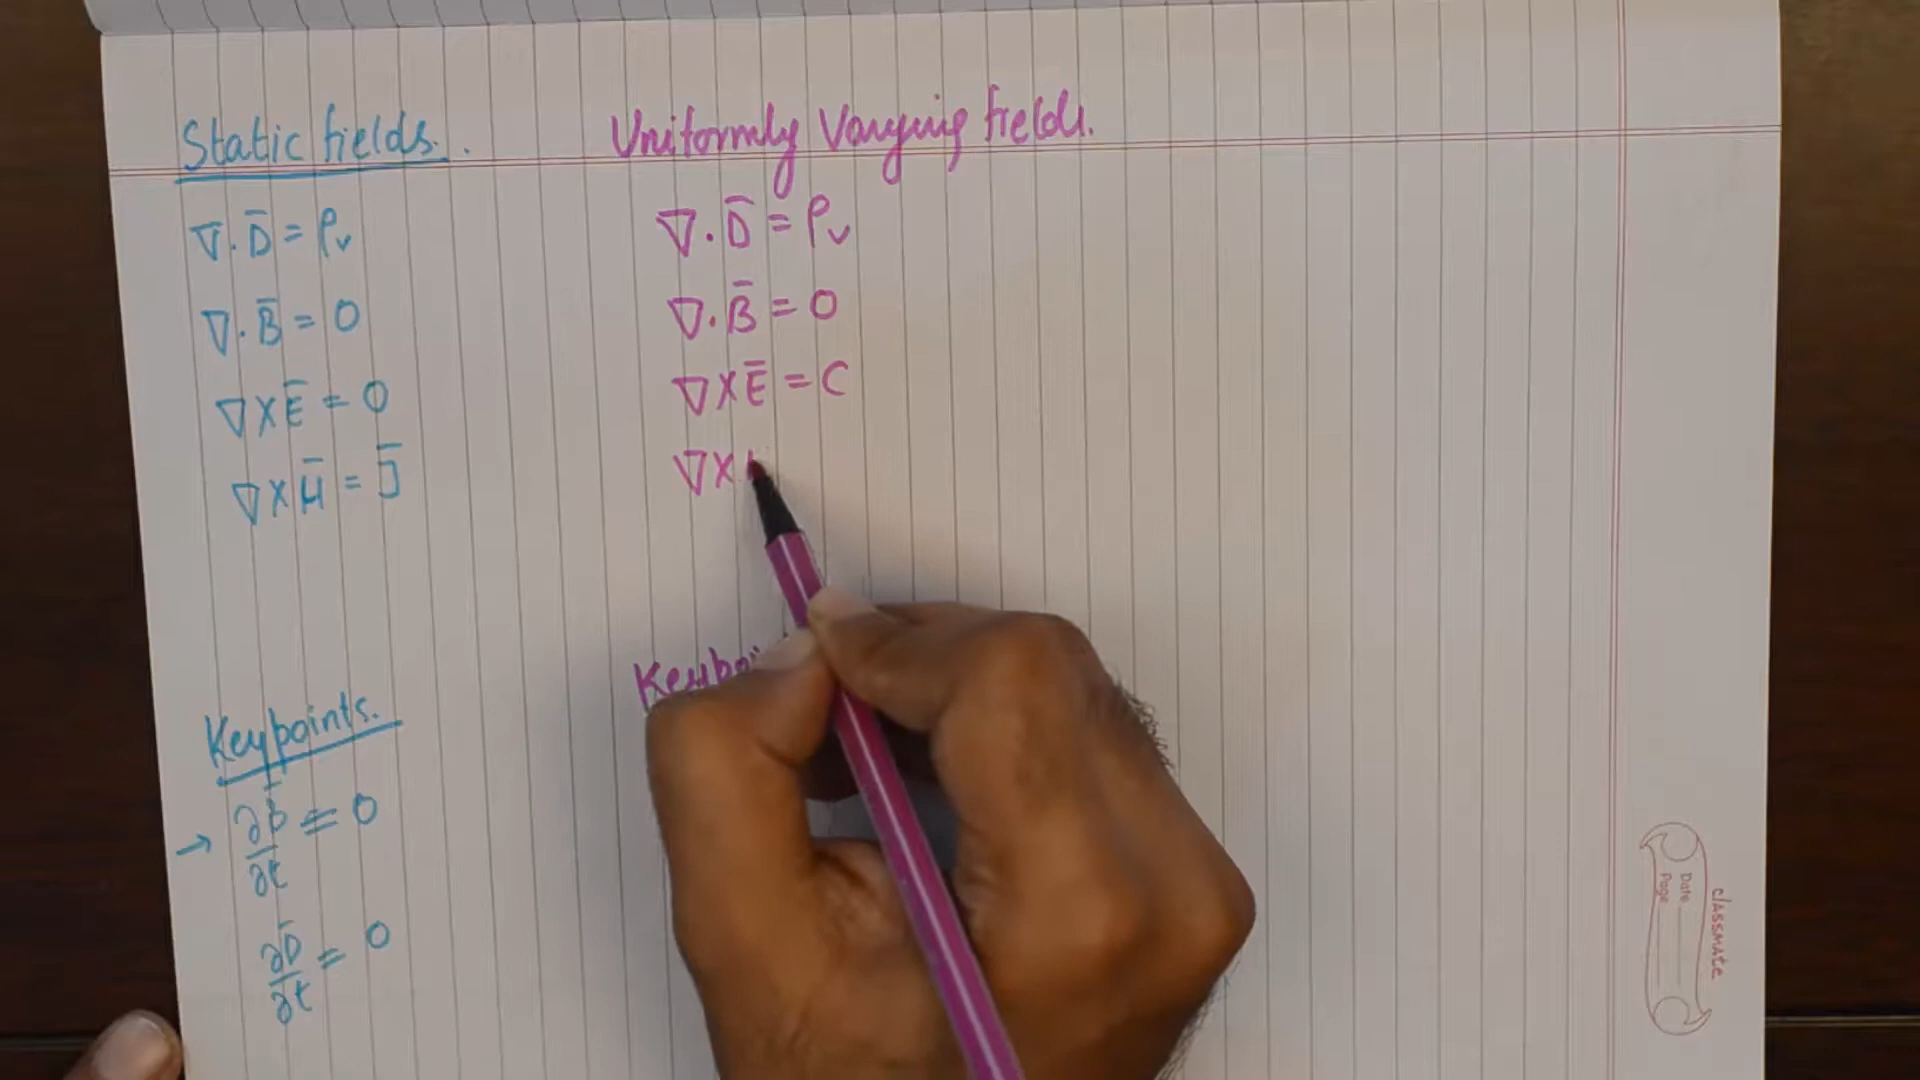 Static fields.
∇·D̄ = ρᵥ
∇·B̄ = 0
∇×Ē = 0
∇×H̄ = J̄
Keypoints.
→ ∂D̄/∂t = 0
∂D̄/∂t = 0
Uniformly Varying fields.
∇·D̄ = ρᵥ
∇·B̄ = 0
∇×Ē = C
∇×
classmate
Date
Page